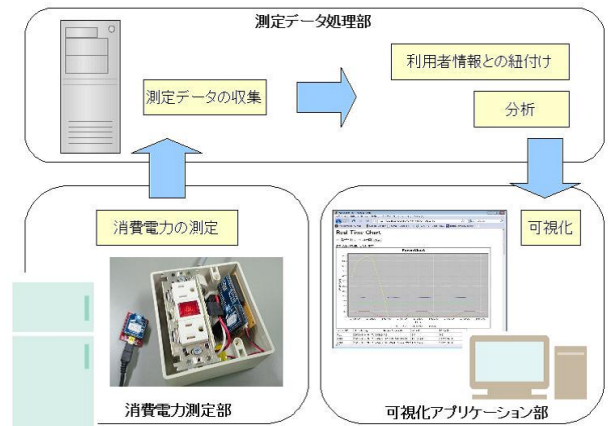 測定データ処理部
利用者情報との紐付け
測定データの収集
分析
消費電力の測定
可視化
Real Time Chart
消費電力測定部
可視化アプリケーション部